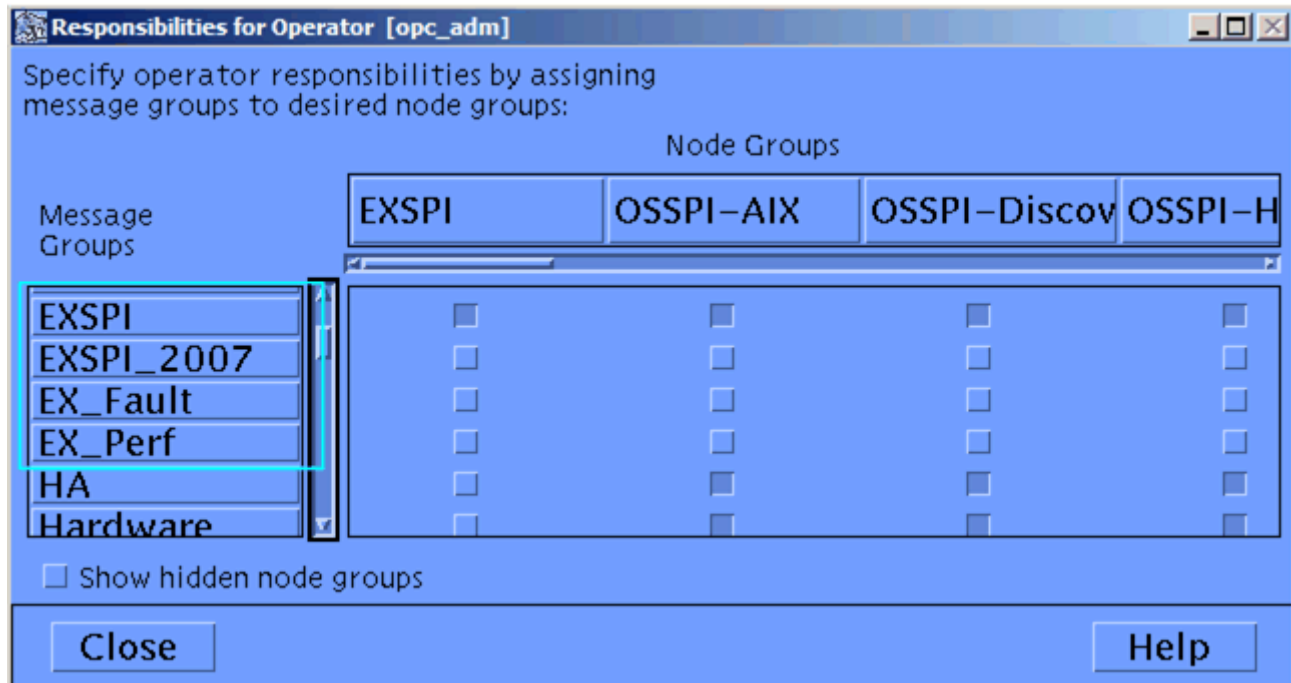 Responsibilities for Operator [opc_adm]
Specify operator responsibilities by assigning
message groups to desired node groups:
Node Groups
Message
Groups
EXSPI
OSSPI-AIX
OSSPI-Discov
OSSPI-H
EXSPI
EXSPI_2007
EX_Fault
EX_Perf
HA
Hardware
Show hidden node groups
Close
Help